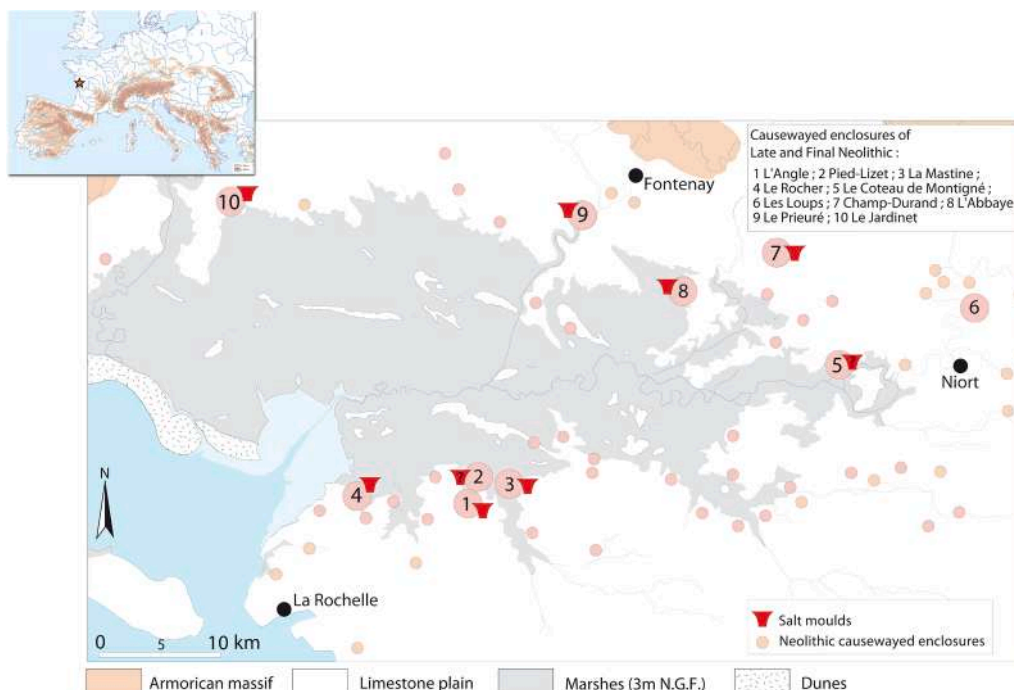 Causewayed enclosures of
Late and Final Neolithic :
1 L'Angle ; 2 Pied-Lizet ; 3 La Mastine ;
4 Le Rocher ; 5 Le Coteau de Montigné ;
6 Les Loups ; 7 Champ-Durand ; 8 L'Abbaye
9 Le Prieuré ; 10 Le Jardinet
Fontenay
10
9
7
8
6
5
?
Niort
N
4
?
2
3
1
La Rochelle
0 5 10 km
Salt moulds
Neolithic causewayed enclosures
Armorican massif
Limestone plain
Marshes (3m N.G.F.)
Dunes